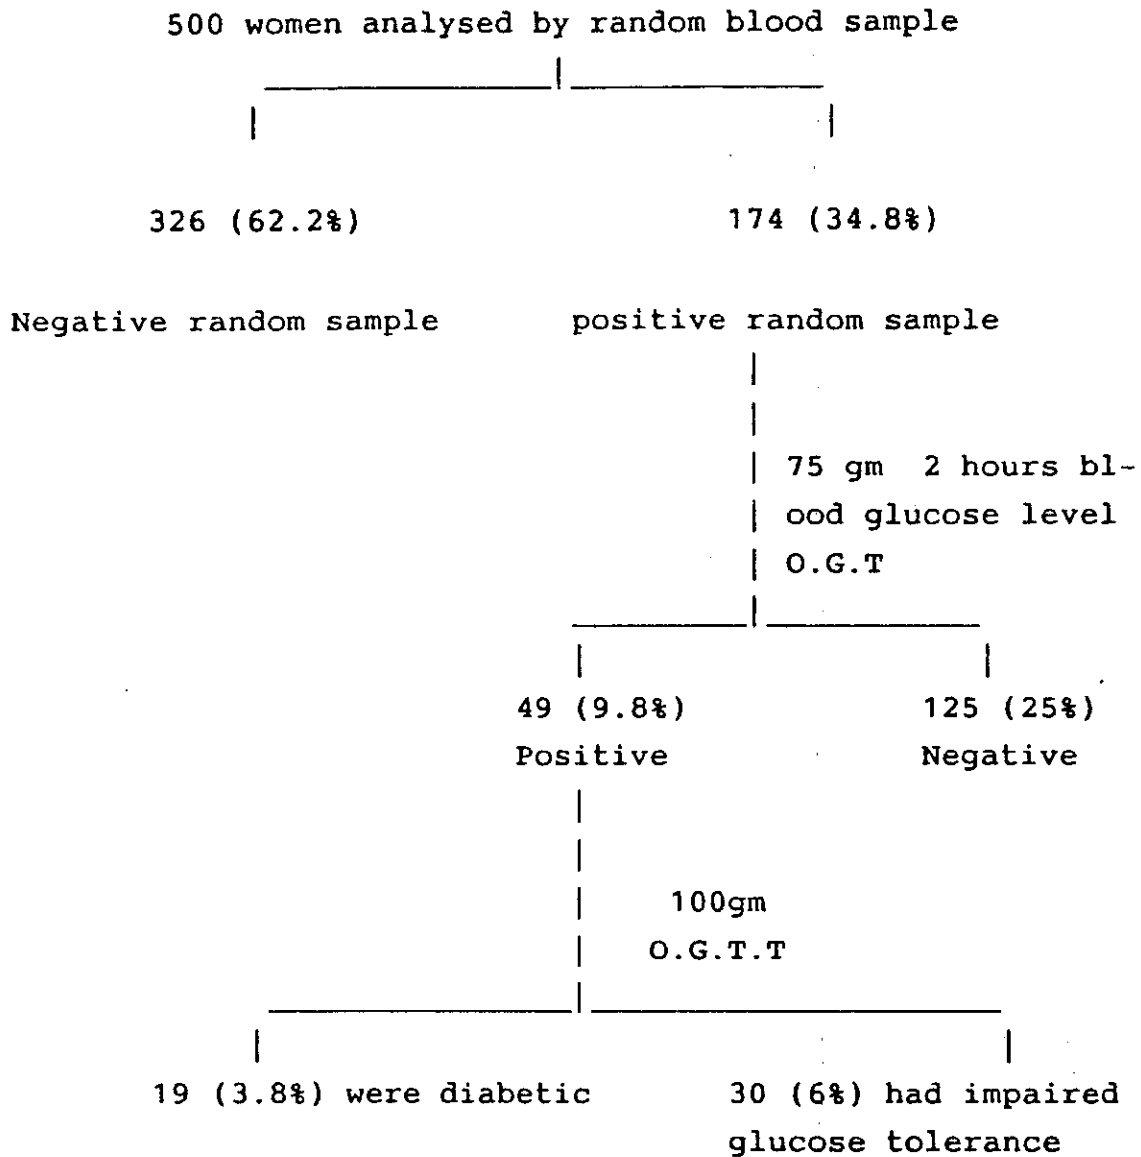 500 women analysed by random blood sample
326 (62.2%) 174 (34.8%)
Negative random sample positive random sample
75 gm 2 hours bl-
ood glucose level
O.G.T
49 (9.8%) 125 (25%)
Positive Negative
100gm
O.G.T.T
19 (3.8%) were diabetic 30 (6%) had impaired
glucose tolerance